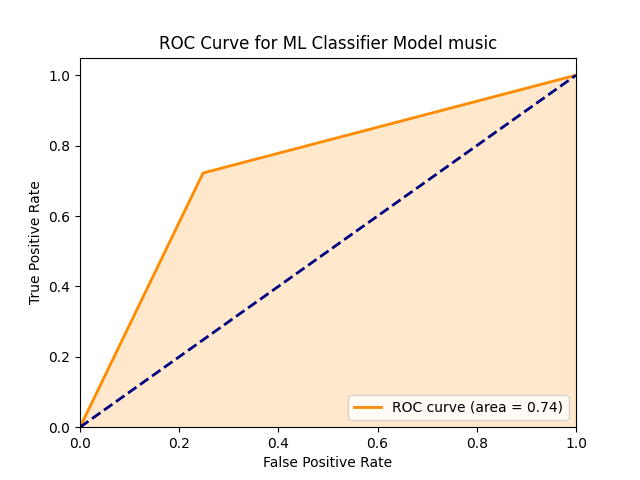 ROC Curve for ML Classifier Model music
1.0
0.8
0.6
0.4
0.2
0.0
True Positive Rate
ROC curve (area = 0.74)
0.0 0.2 0.4 0.6 0.8 1.0
False Positive Rate